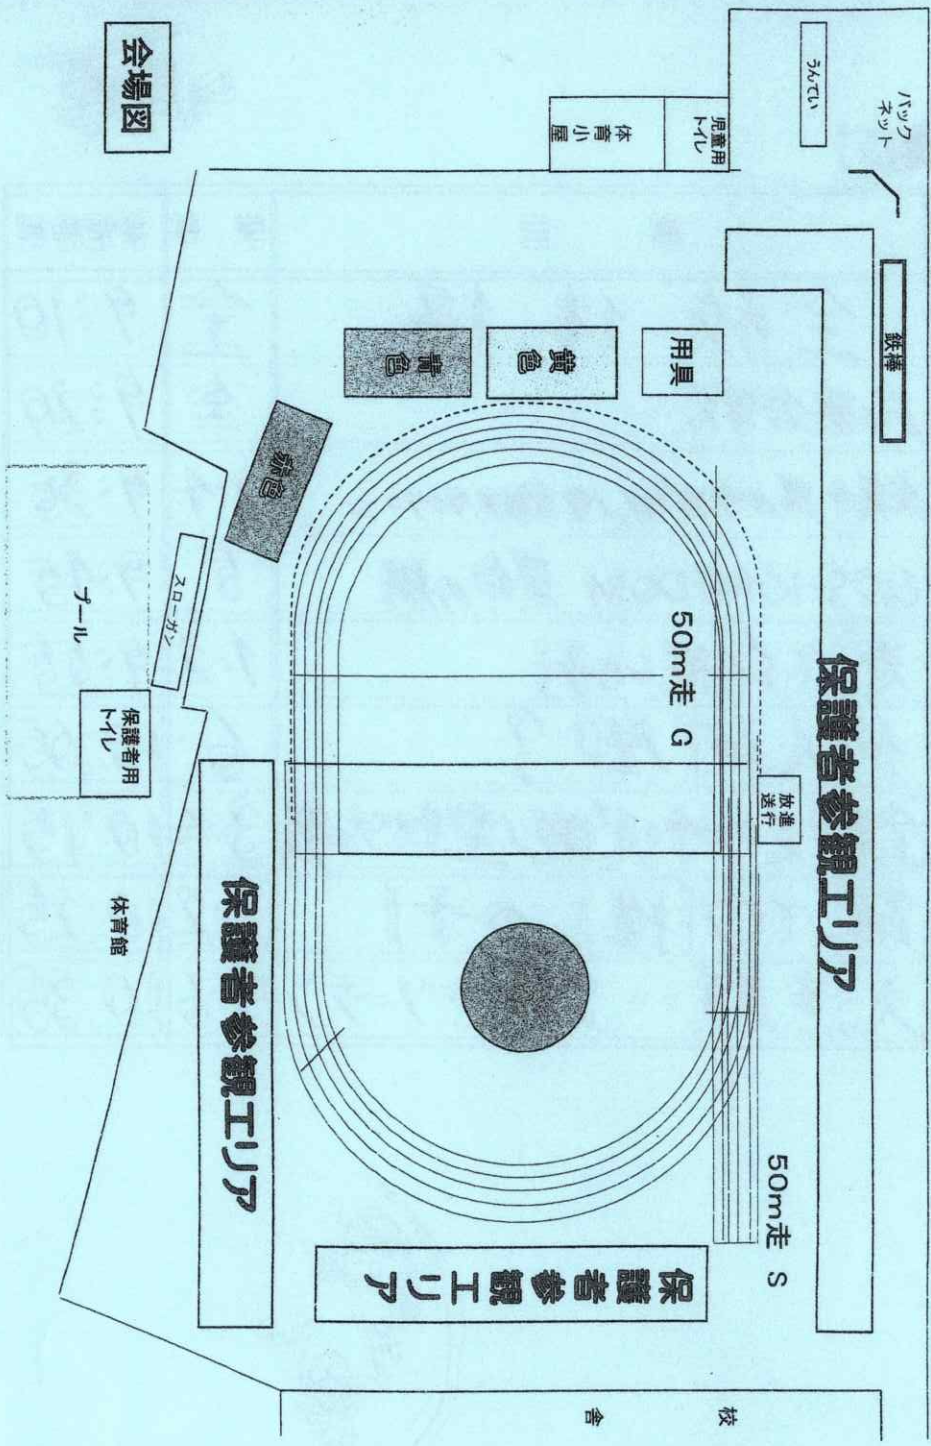 会場図
バック
ネット
うんてい
児童用
トイレ
体育小屋
鉄棒
用具
黄色
青色
赤色
スローガン
プール
保護者用
トイレ
体育館
50m走 G
放送
進行
50m走 S
保護者参観エリア
保護者参観エリア
保護者参観エリア
校舎